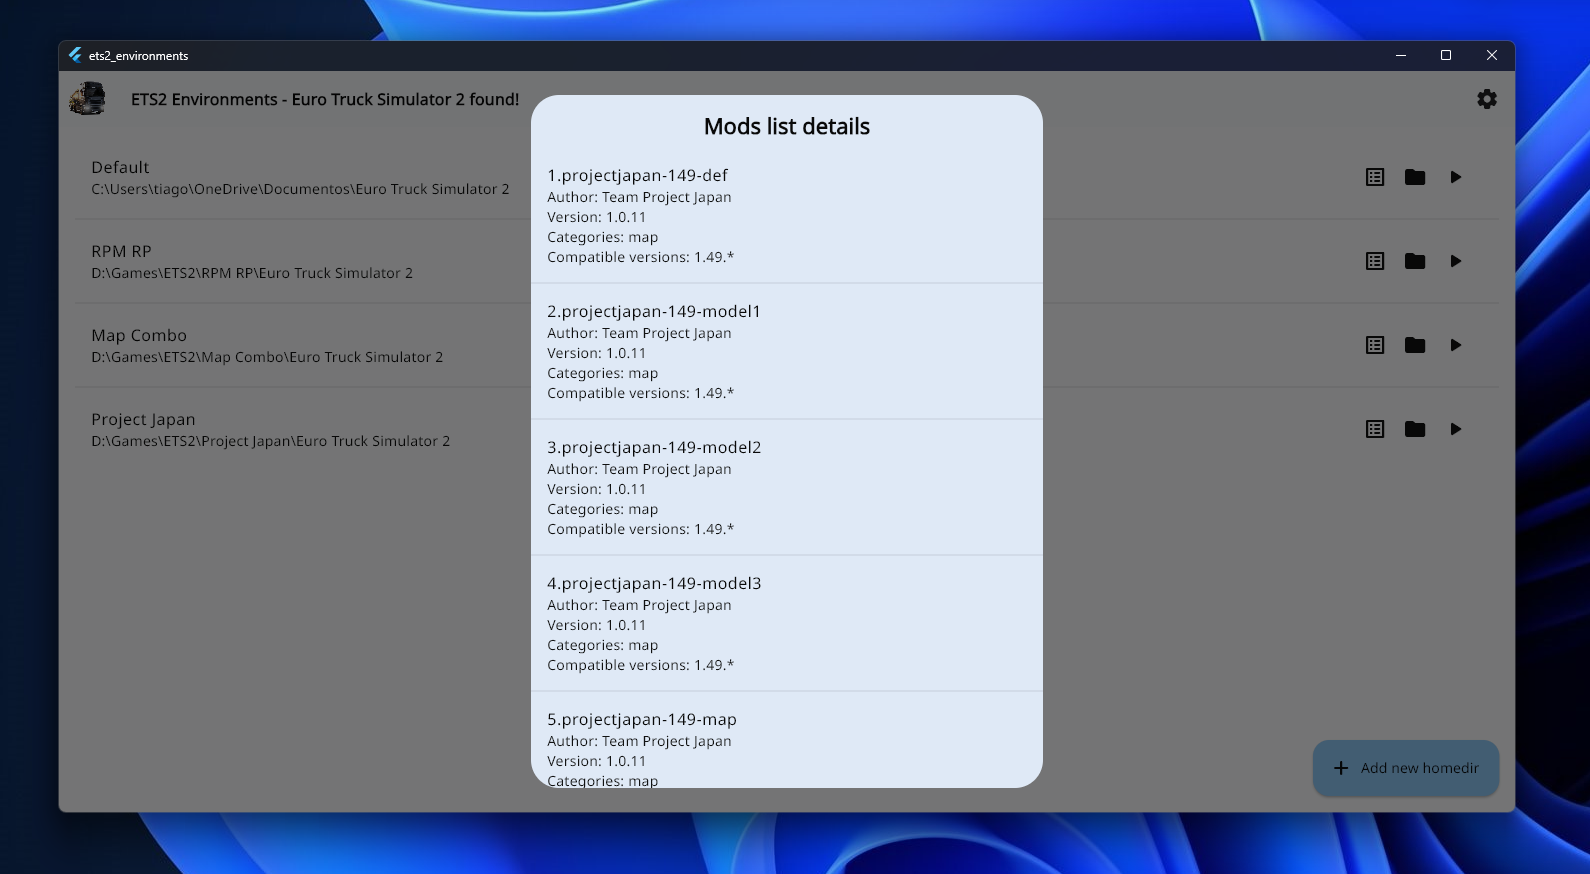 ets2_environments
ETS2 Environments - Euro Truck Simulator 2 found!
Default
C:\Users\tiago\OneDrive\Documentos\Euro Truck Simulator 2
RPM RP
D:\Games\ETS2\RPM RP\Euro Truck Simulator 2
Map Combo
D:\Games\ETS2\Map Combo\Euro Truck Simulator 2
Project Japan
D:\Games\ETS2\Project Japan\Euro Truck Simulator 2
Mods list details
1.projectjapan-149-def
Author: Team Project Japan
Version: 1.0.11
Categories: map
Compatible versions: 1.49.*
2.projectjapan-149-model1
Author: Team Project Japan
Version: 1.0.11
Categories: map
Compatible versions: 1.49.*
3.projectjapan-149-model2
Author: Team Project Japan
Version: 1.0.11
Categories: map
Compatible versions: 1.49.*
4.projectjapan-149-model3
Author: Team Project Japan
Version: 1.0.11
Categories: map
Compatible versions: 1.49.*
5.projectjapan-149-map
Author: Team Project Japan
Version: 1.0.11
Categories: map
Add new homedir